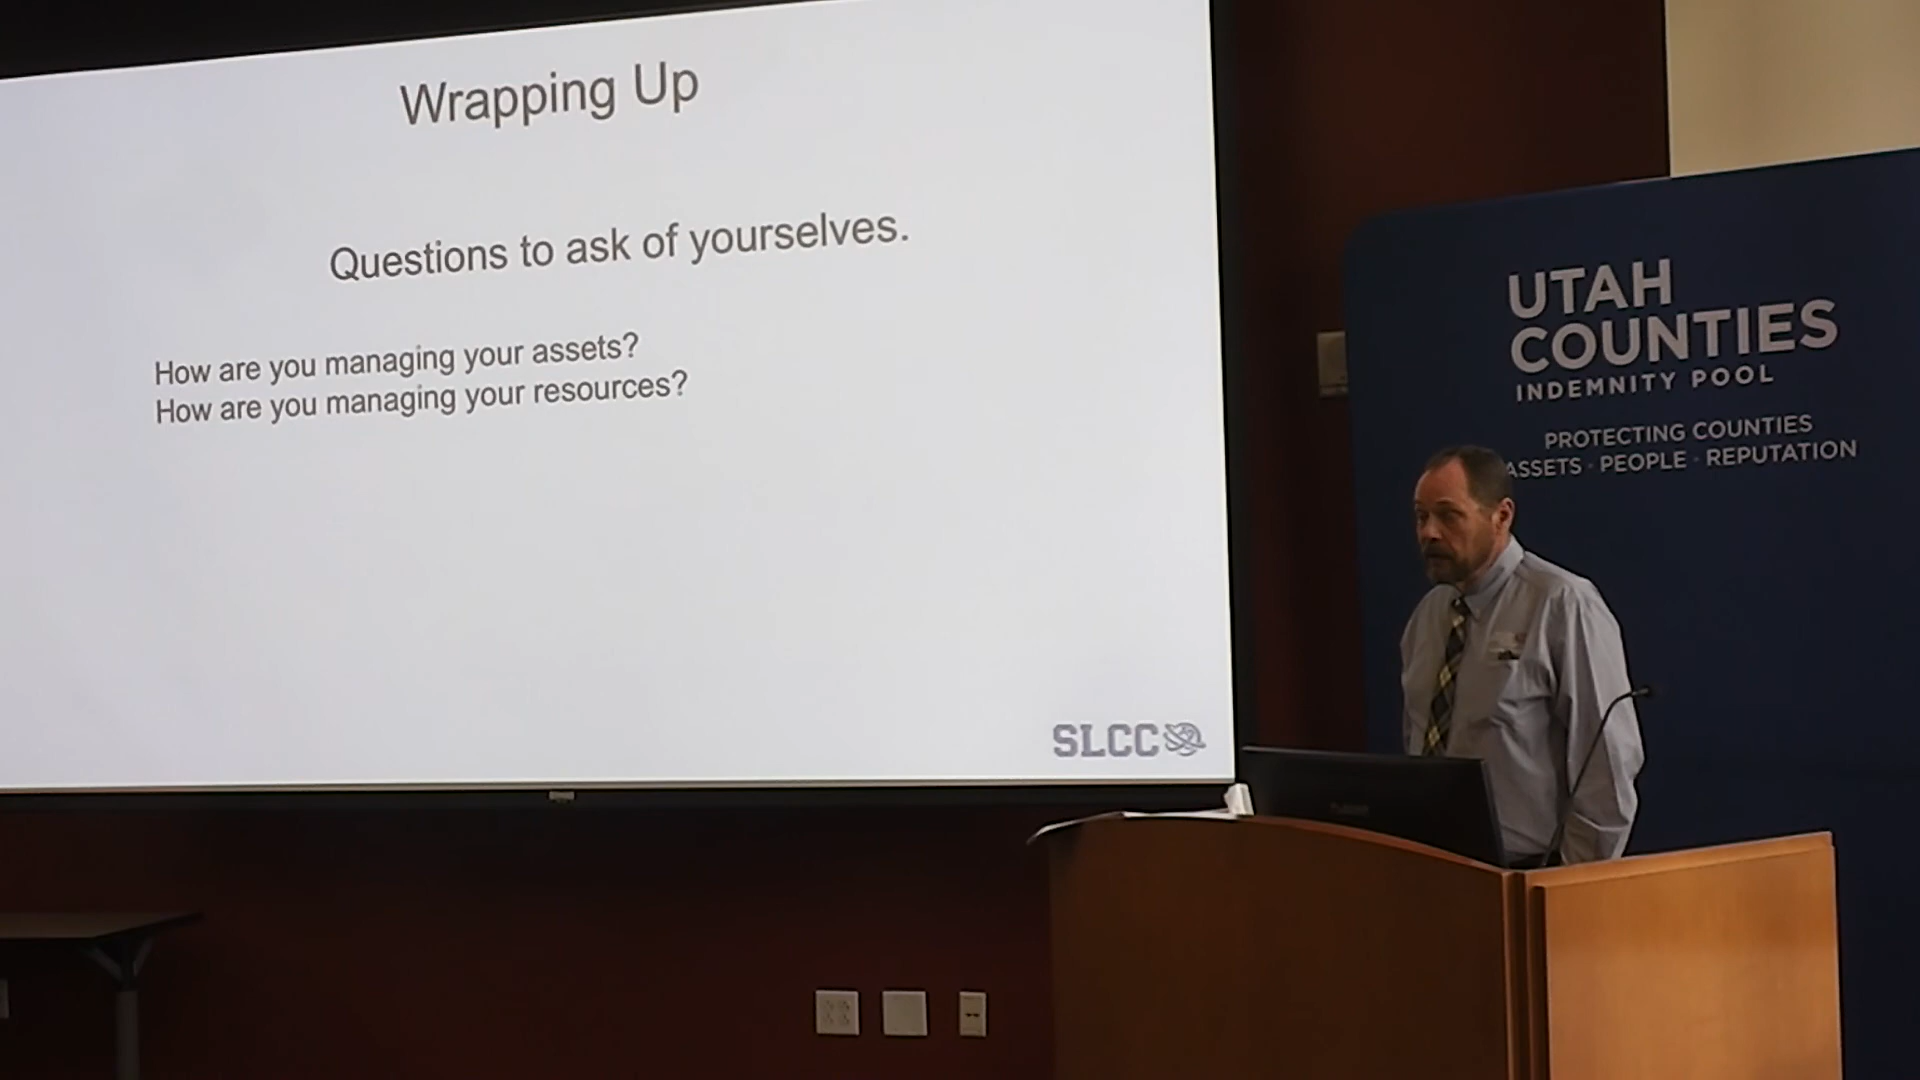 Wrapping Up
Questions to ask of yourselves.
How are you managing your assets?
How are you managing your resources?
SLCC
UTAH
COUNTIES
INDEMNITY POOL
PROTECTING COUNTIES
ASSETS · PEOPLE · REPUTATION